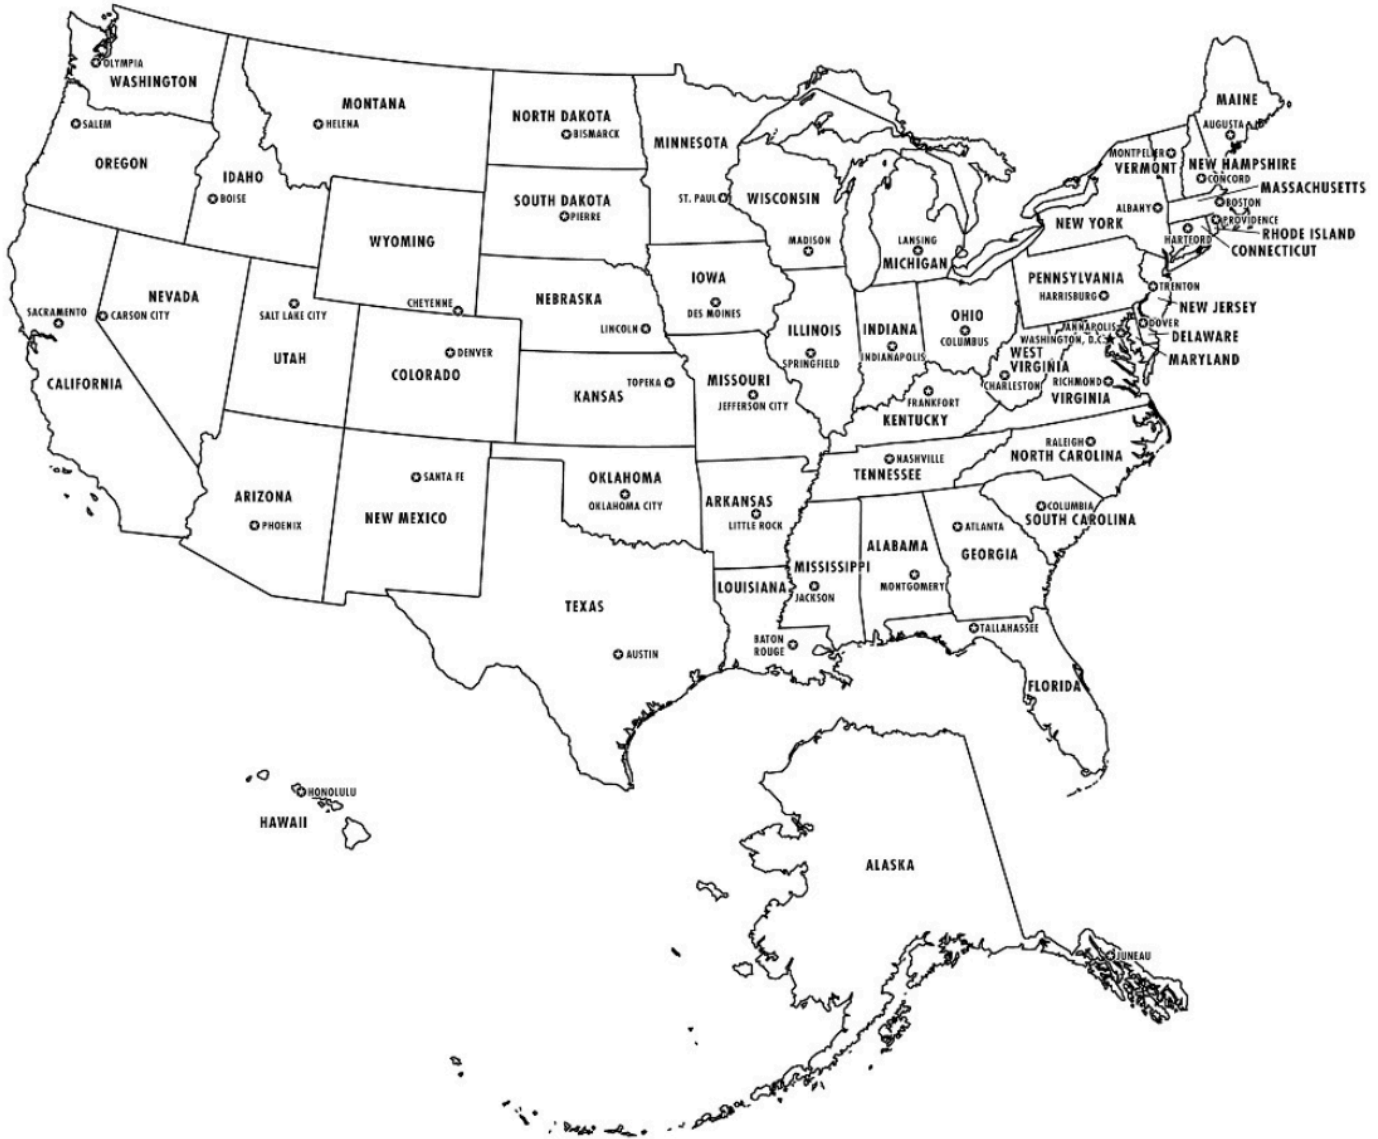 OLYMPIA
WASHINGTON
SALEM
OREGON
MONTANA
HELENA
IDAHO
BOISE
NORTH DAKOTA
BISMARCK
SOUTH DAKOTA
PIERRE
MINNESOTA
ST. PAUL
WISCONSIN
MADISON
LANSING
MICHIGAN
MAINE
AUGUSTA
MONTPELIER
VERMONT
NEW HAMPSHIRE
CONCORD
MASSACHUSETTS
BOSTON
ALBANY
NEW YORK
PROVIDENCE
HARTFORD
RHODE ISLAND
CONNECTICUT
WYOMING
CHEYENNE
NEVADA
CARSON CITY
SACRAMENTO
CALIFORNIA
SALT LAKE CITY
UTAH
DENVER
COLORADO
NEBRASKA
LINCOLN
IOWA
DES MOINES
ILLINOIS
SPRINGFIELD
INDIANA
INDIANAPOLIS
OHIO
COLUMBUS
PENNSYLVANIA
HARRISBURG
TRENTON
NEW JERSEY
ANNAPOLIS
DOVER
WASHINGTON, D.C.
DELAWARE
MARYLAND
WEST
VIRGINIA
CHARLESTON
RICHMOND
VIRGINIA
TOPEKA
KANSAS
MISSOURI
JEFFERSON CITY
FRANKFORT
KENTUCKY
RALEIGH
NORTH CAROLINA
NASHVILLE
TENNESSEE
ARIZONA
PHOENIX
SANTA FE
NEW MEXICO
OKLAHOMA
OKLAHOMA CITY
ARKANSAS
LITTLE ROCK
COLUMBIA
SOUTH CAROLINA
ATLANTA
GEORGIA
ALABAMA
MONTGOMERY
MISSISSIPPI
JACKSON
LOUISIANA
BATON
ROUGE
TEXAS
AUSTIN
TALLAHASSEE
FLORIDA
HONOLULU
HAWAII
ALASKA
JUNEAU